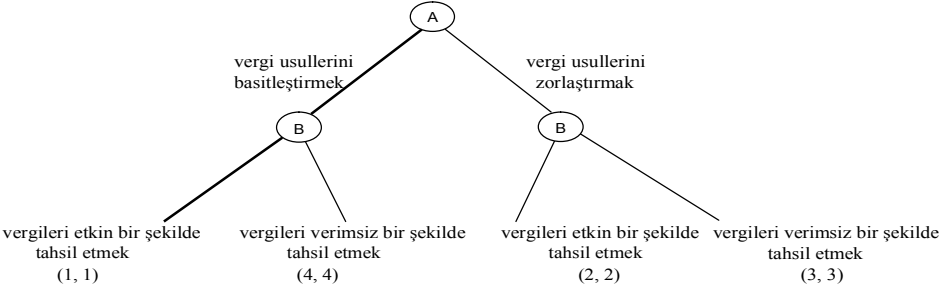 A
vergi usullerini
basitleştirmek
vergi usullerini
zorlaştırmak
B
B
vergileri etkin bir şekilde
tahsil etmek
(1, 1)
vergileri verimsiz bir şekilde
tahsil etmek
(4, 4)
vergileri etkin bir şekilde
tahsil etmek
(2, 2)
vergileri verimsiz bir şekilde
tahsil etmek
(3, 3)